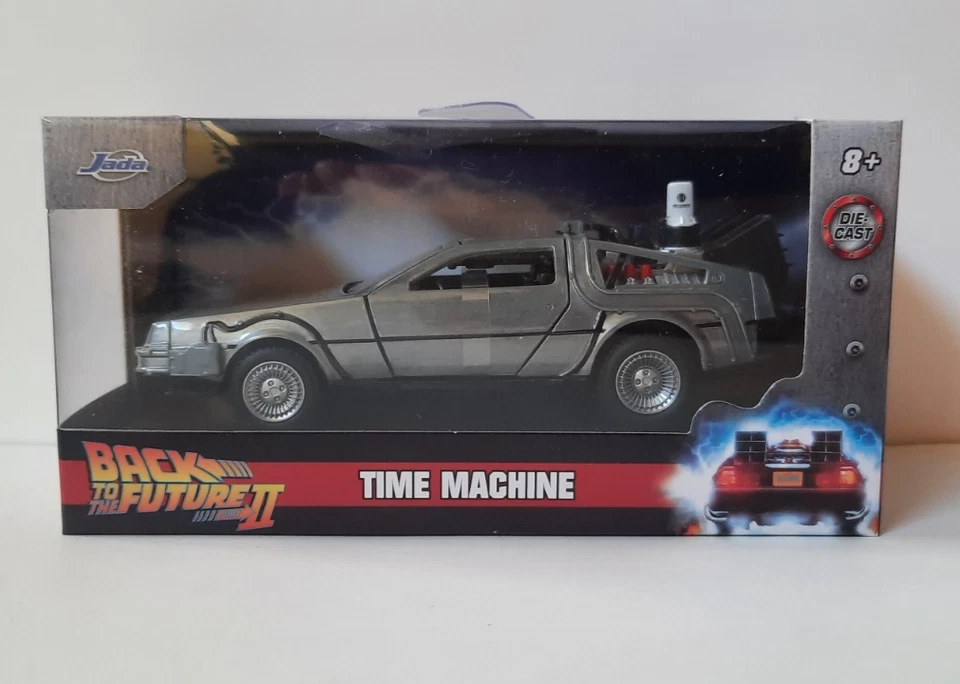 Jada
8+
DIE-
CAST
BACK
TO THE FUTURE II
TIME MACHINE